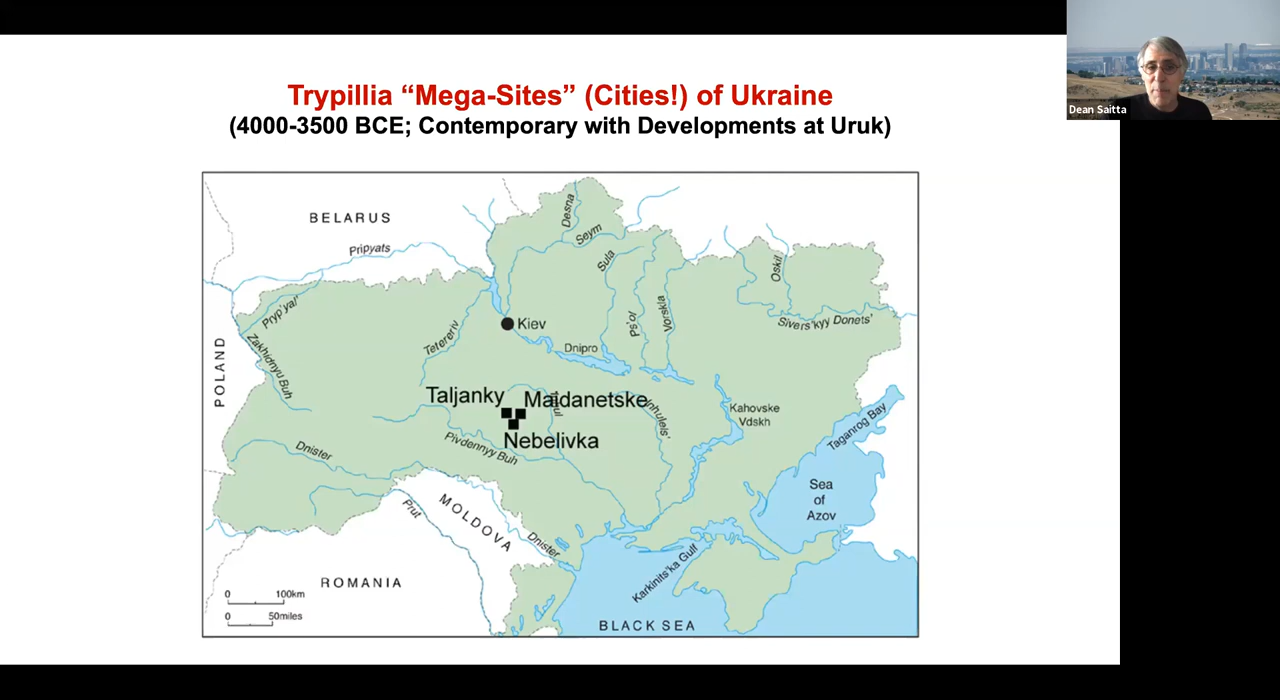 Trypillia “Mega-Sites” (Cities!) of Ukraine
(4000-3500 BCE; Contemporary with Developments at Uruk)
Dean Saitta
BELARUS
Pripyats
Desna
Seym
Sula
Ps'ol
Vorskla
Oskil
Sivers'kyy Donets'
Pryp'yal'
Zakhidnyu Buh
POLAND
Kiev
Tetereriv
Dnipro
Taljanky
Maidanetske
Nebelivka
Inhulels'
Kahovske
Vdskh
Taganrog Bay
Pivdennyy Buh
Dnister
Sea
of
Azov
MOLDOVA
Prut
Dnister
Karkinits'ka Gulf
ROMANIA
0 100km
0 50miles
BLACK SEA